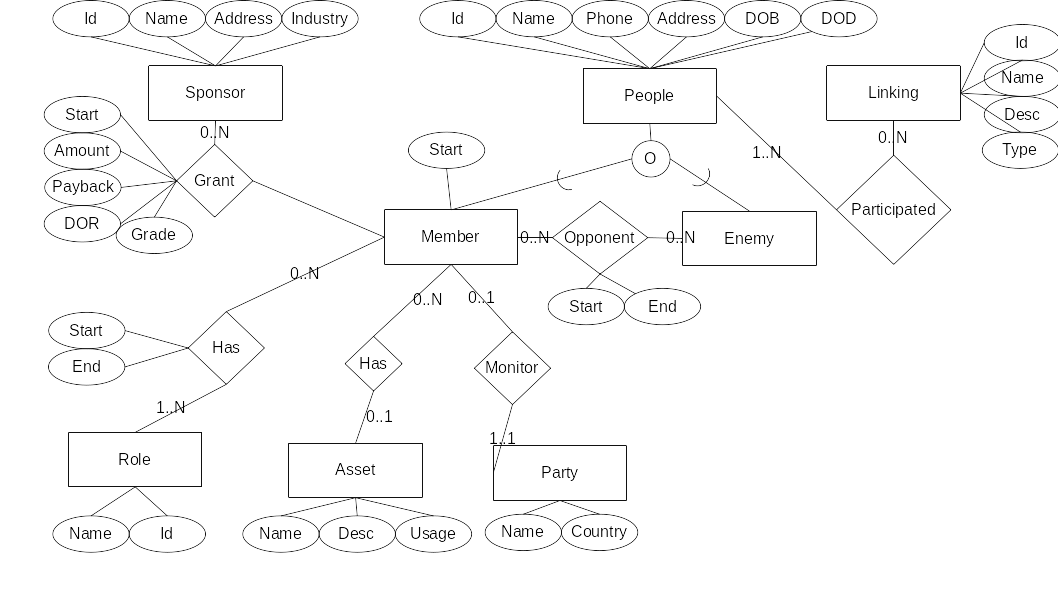 Id
Name
Address
Industry
Id
Name
Phone
Address
DOB
DOD
Id
Name
Desc
Type
Sponsor
People
Linking
Start
Amount
Payback
DOR
Grade
0..N
Grant
Start
O
1..N
0..N
Participated
Member
0..N
Opponent
0..N
Enemy
Start
End
0..N
0..N
0..1
Start
End
Has
Has
Monitor
1..N
0..1
1..1
Role
Asset
Party
Name
Id
Name
Desc
Usage
Name
Country